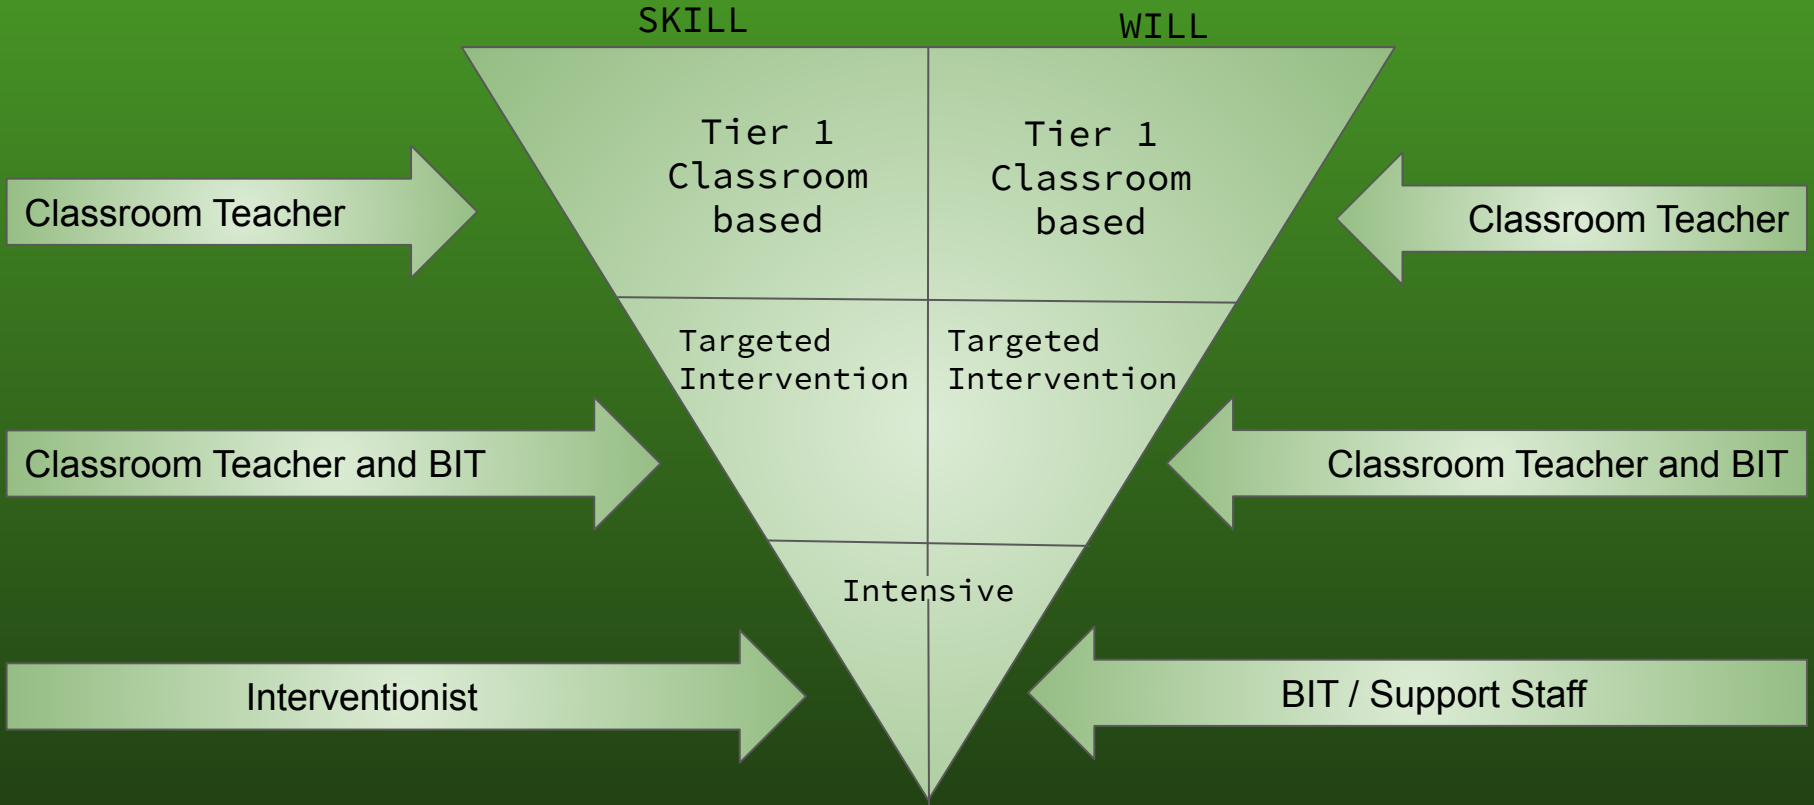 SKILL
WILL
Tier 1
Classroom
based
Tier 1
Classroom
based
Classroom Teacher
Classroom Teacher
Targeted
Intervention
Targeted
Intervention
Classroom Teacher and BIT
Classroom Teacher and BIT
Intensive
Interventionist
BIT / Support Staff